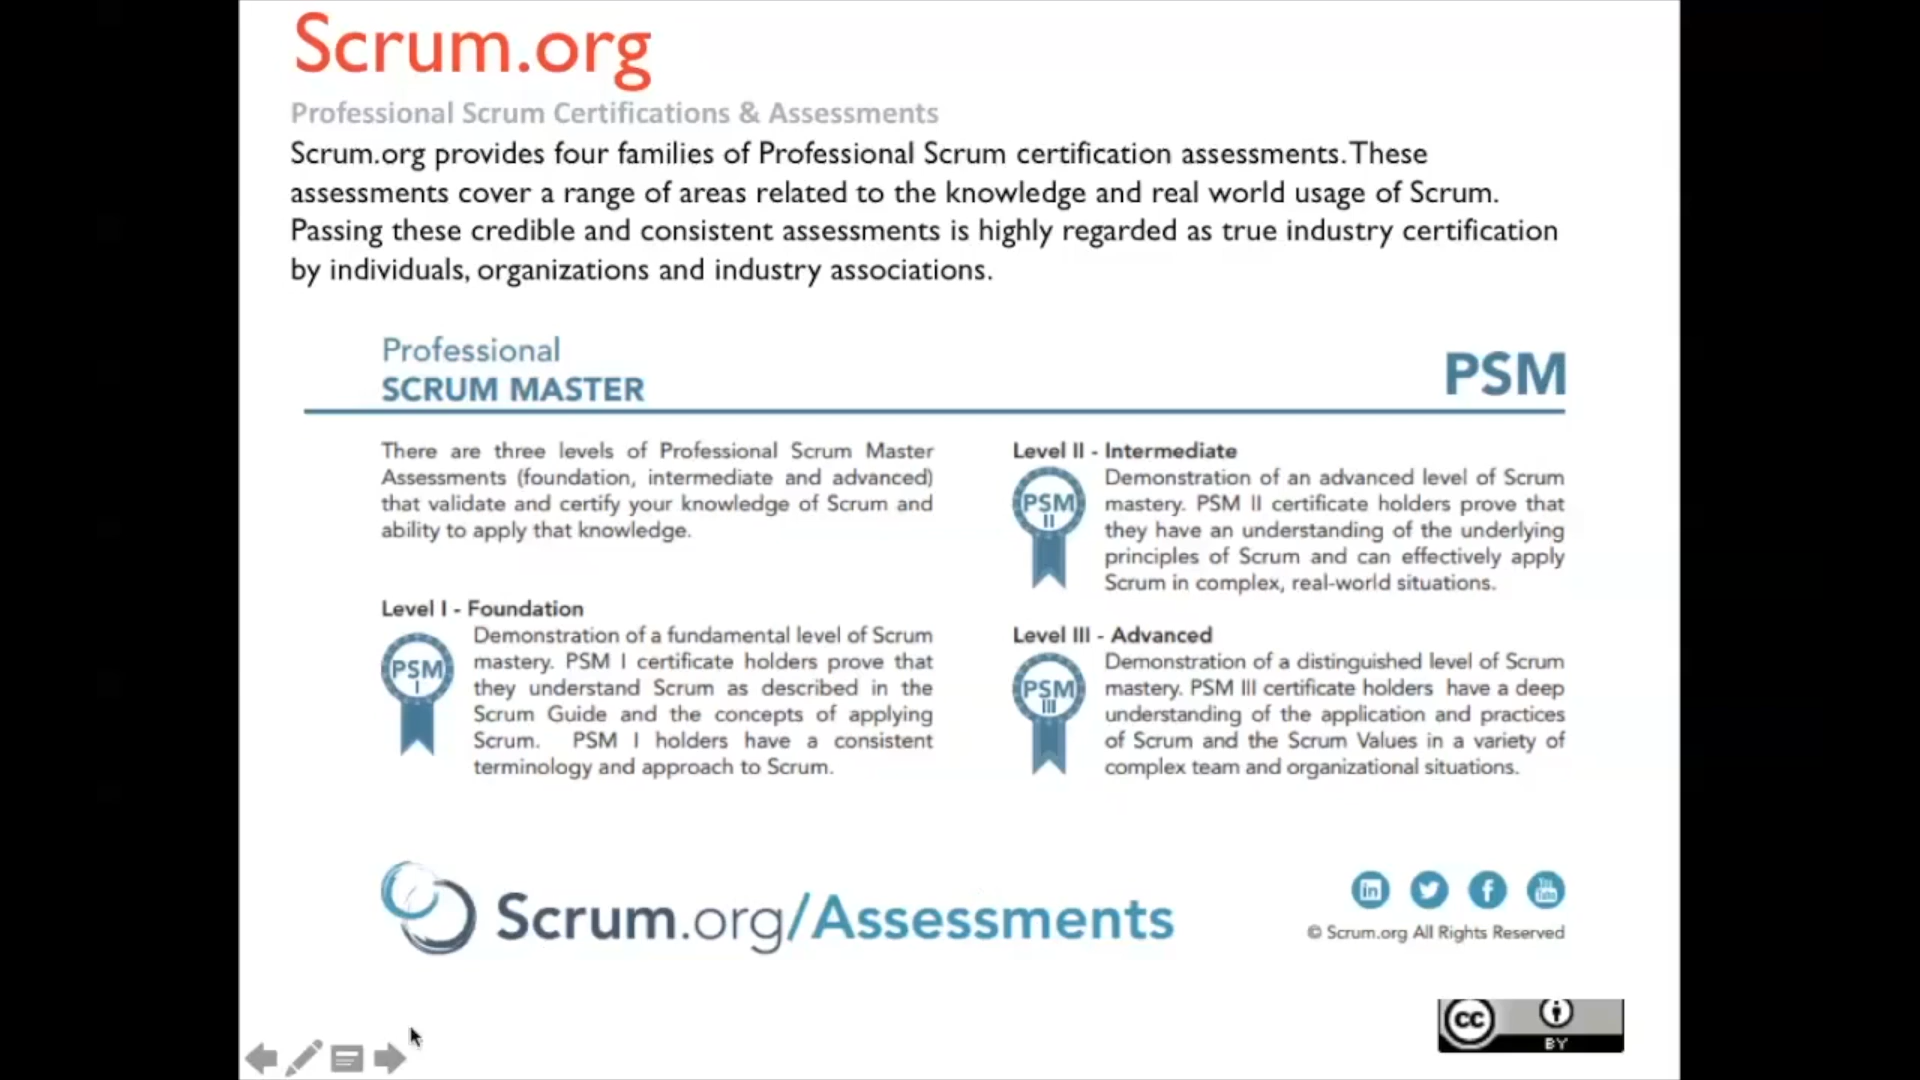 Scrum.org
Professional Scrum Certifications & Assessments
Scrum.org provides four families of Professional Scrum certification assessments.These
assessments cover a range of areas related to the knowledge and real world usage of Scrum.
Passing these credible and consistent assessments is highly regarded as true industry certification
by individuals, organizations and industry associations.
Professional
SCRUM MASTER
PSM
There are three levels of Professional Scrum Master
Assessments (foundation, intermediate and advanced)
that validate and certify your knowledge of Scrum and
ability to apply that knowledge.
Level I - Foundation
PSM
I
Demonstration of a fundamental level of Scrum
mastery. PSM I certificate holders prove that
they understand Scrum as described in the
Scrum Guide and the concepts of applying
Scrum. PSM I holders have a consistent
terminology and approach to Scrum.
Level II - Intermediate
PSM
II
Demonstration of an advanced level of Scrum
mastery. PSM II certificate holders prove that
they have an understanding of the underlying
principles of Scrum and can effectively apply
Scrum in complex, real-world situations.
Level III - Advanced
PSM
III
Demonstration of a distinguished level of Scrum
mastery. PSM III certificate holders have a deep
understanding of the application and practices
of Scrum and the Scrum Values in a variety of
complex team and organizational situations.
Scrum.org/Assessments
in
f
You
Tube
© Scrum.org All Rights Reserved
cc
BY